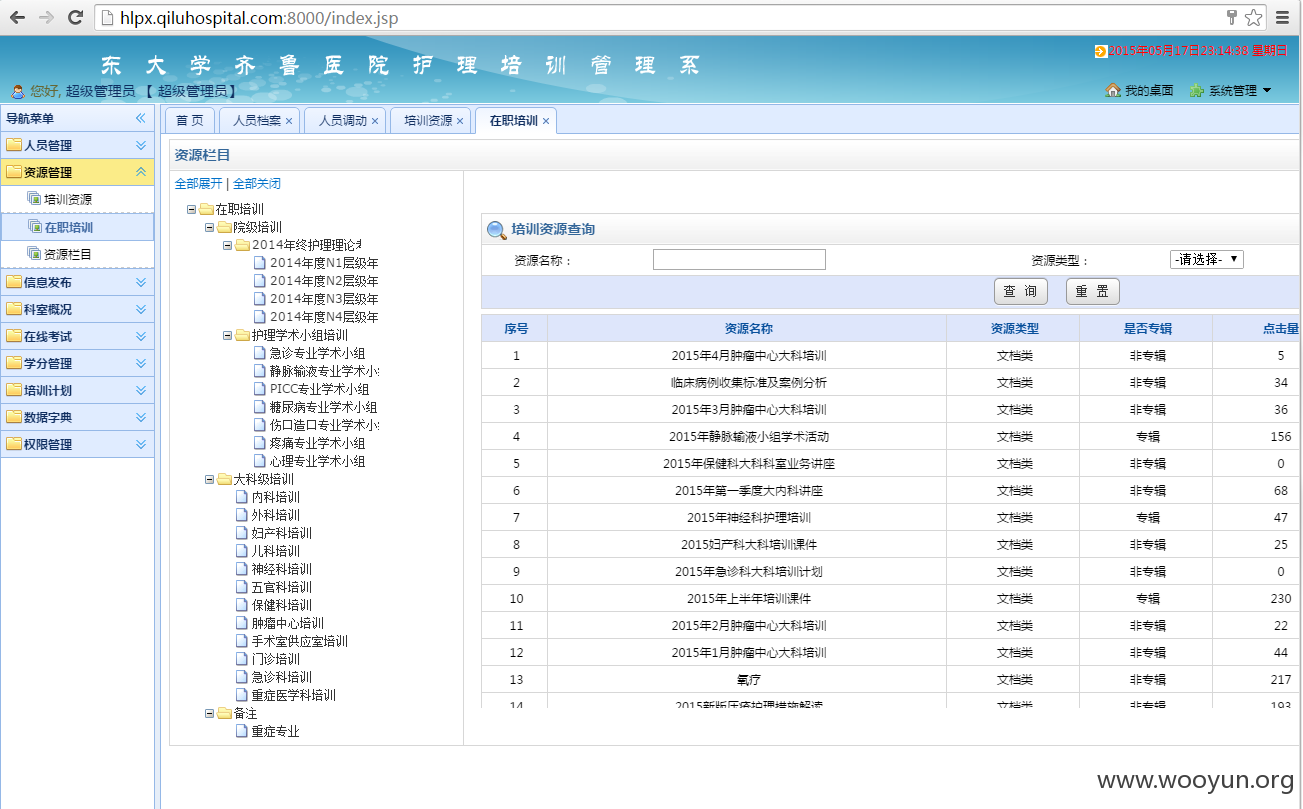 hlpx.qiluhospital.com:8000/index.jsp
东大学齐鲁医院护理培训管理系
2015年05月17日23:14:38 星期日
您好, 超级管理员 【 超级管理员】
我的桌面 系统管理
导航菜单
人员管理
资源管理
培训资源
在职培训
资源栏目
信息发布
科室概况
在线考试
学分管理
培训计划
数据字典
权限管理
首 页 人员档案 × 人员调动 × 培训资源 × 在职培训 ×
资源栏目
全部展开 | 全部关闭
在职培训
院级培训
2014年终护理理论
2014年度N1层级年
2014年度N2层级年
2014年度N3层级年
2014年度N4层级年
护理学术小组培训
急诊专业学术小组
静脉输液专业学术小
PICC专业学术小组
糖尿病专业学术小组
伤口造口专业学术小
疼痛专业学术小组
心理专业学术小组
大科级培训
内科培训
外科培训
妇产科培训
儿科培训
神经科培训
五官科培训
保健科培训
肿瘤中心培训
手术室供应室培训
门诊培训
急诊科培训
重症医学科培训
备注
重症专业
培训资源查询
资源名称： 资源类型： -请选择-
查 询 重 置
序号 资源名称 资源类型 是否专辑 点击量
1 2015年4月肿瘤中心大科培训 文档类 非专辑 5
2 临床病例收集标准及案例分析 文档类 非专辑 34
3 2015年3月肿瘤中心大科培训 文档类 非专辑 36
4 2015年静脉输液小组学术活动 文档类 专辑 156
5 2015年保健科大科科室业务讲座 文档类 非专辑 0
6 2015年第一季度大内科讲座 文档类 非专辑 68
7 2015年神经科护理培训 文档类 专辑 47
8 2015妇产科大科培训课件 文档类 非专辑 25
9 2015年急诊科大科培训计划 文档类 非专辑 0
10 2015年上半年培训课件 文档类 专辑 230
11 2015年2月肿瘤中心大科培训 文档类 非专辑 22
12 2015年1月肿瘤中心大科培训 文档类 非专辑 44
13 氧疗 文档类 非专辑 217
14 2015新版压疮护理措施解读 文档类 非专辑 193
www.wooyun.org